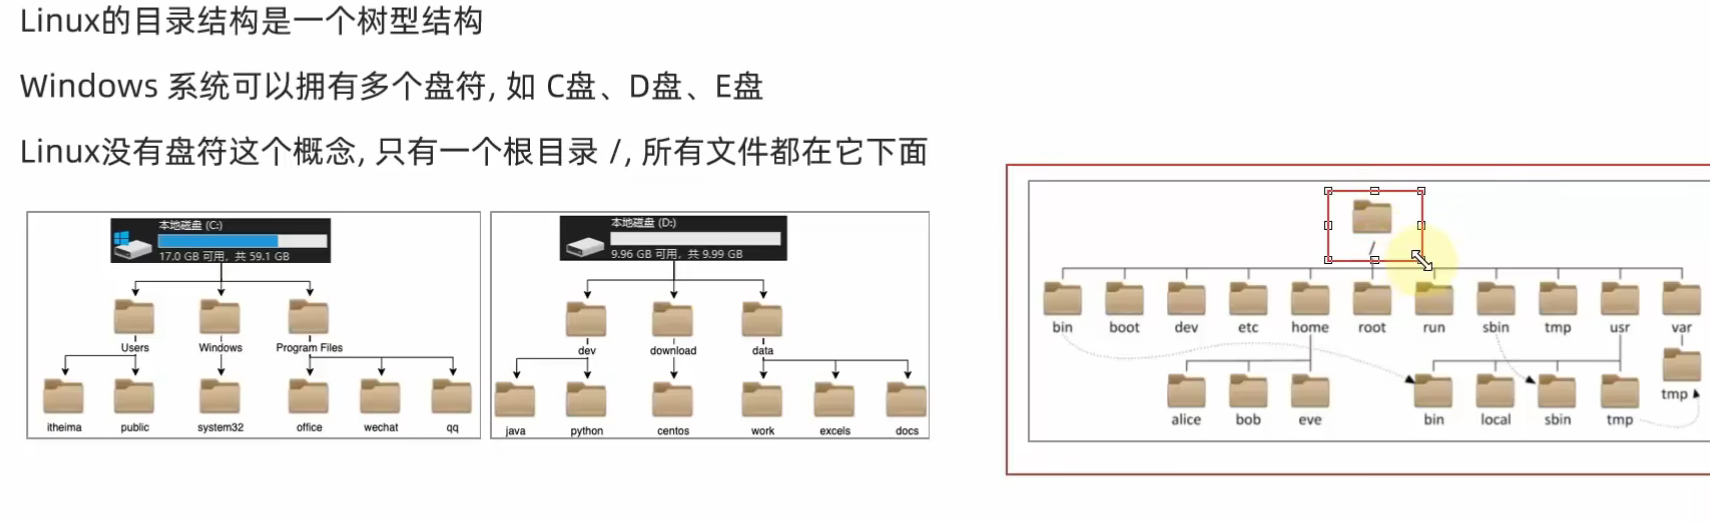 Linux的目录结构是一个树型结构
Windows 系统可以拥有多个盘符, 如 C盘、D盘、E盘
Linux没有盘符这个概念, 只有一个根目录 /, 所有文件都在它下面
本地磁盘 (C:)
17.0 GB 可用，共 59.1 GB
Users Windows Program Files
itheima public system32 office wechat qq
本地磁盘 (D:)
9.96 GB 可用，共 9.99 GB
dev download data
java python centos work excels docs
/
bin boot dev etc home root run sbin tmp usr var
tmp
alice bob eve bin local sbin tmp